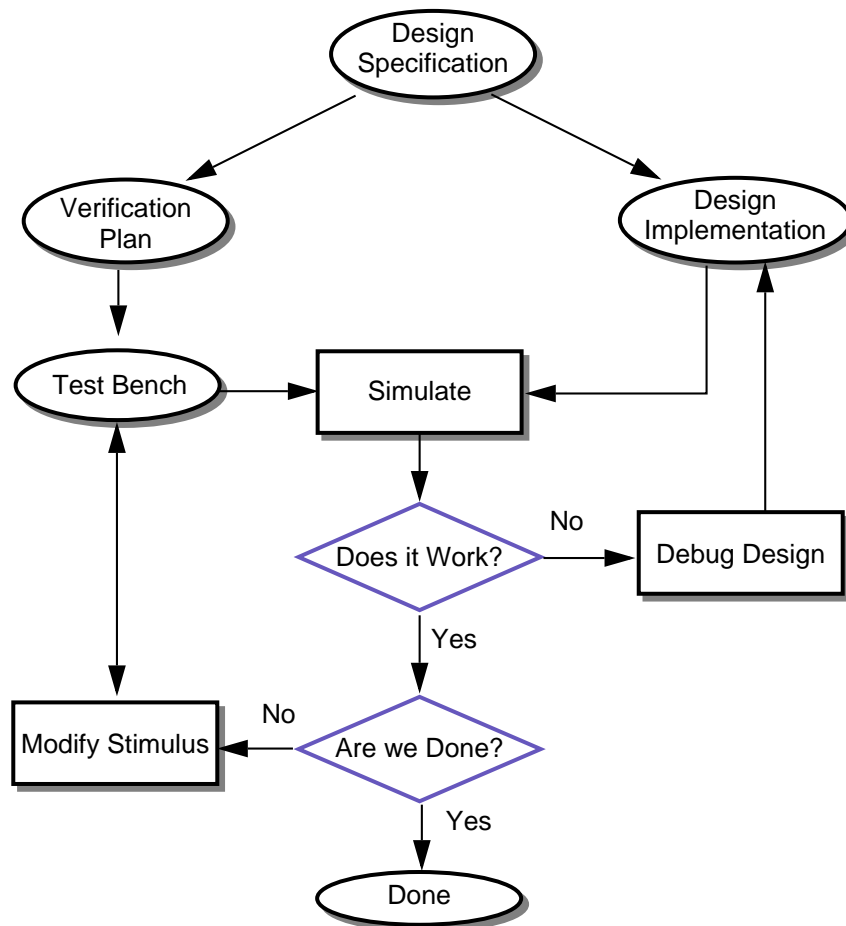 Design
Specification
Verification
Plan
Design
Implementation
Test Bench
Simulate
Does it Work?
No
Debug Design
Yes
Modify Stimulus
No
Are we Done?
Yes
Done